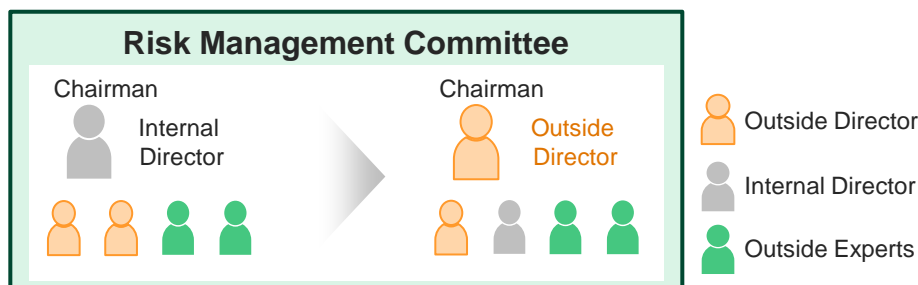 Risk Management Committee
Chairman
Internal
Director
Chairman
Outside
Director
Outside Director
Internal Director
Outside Experts